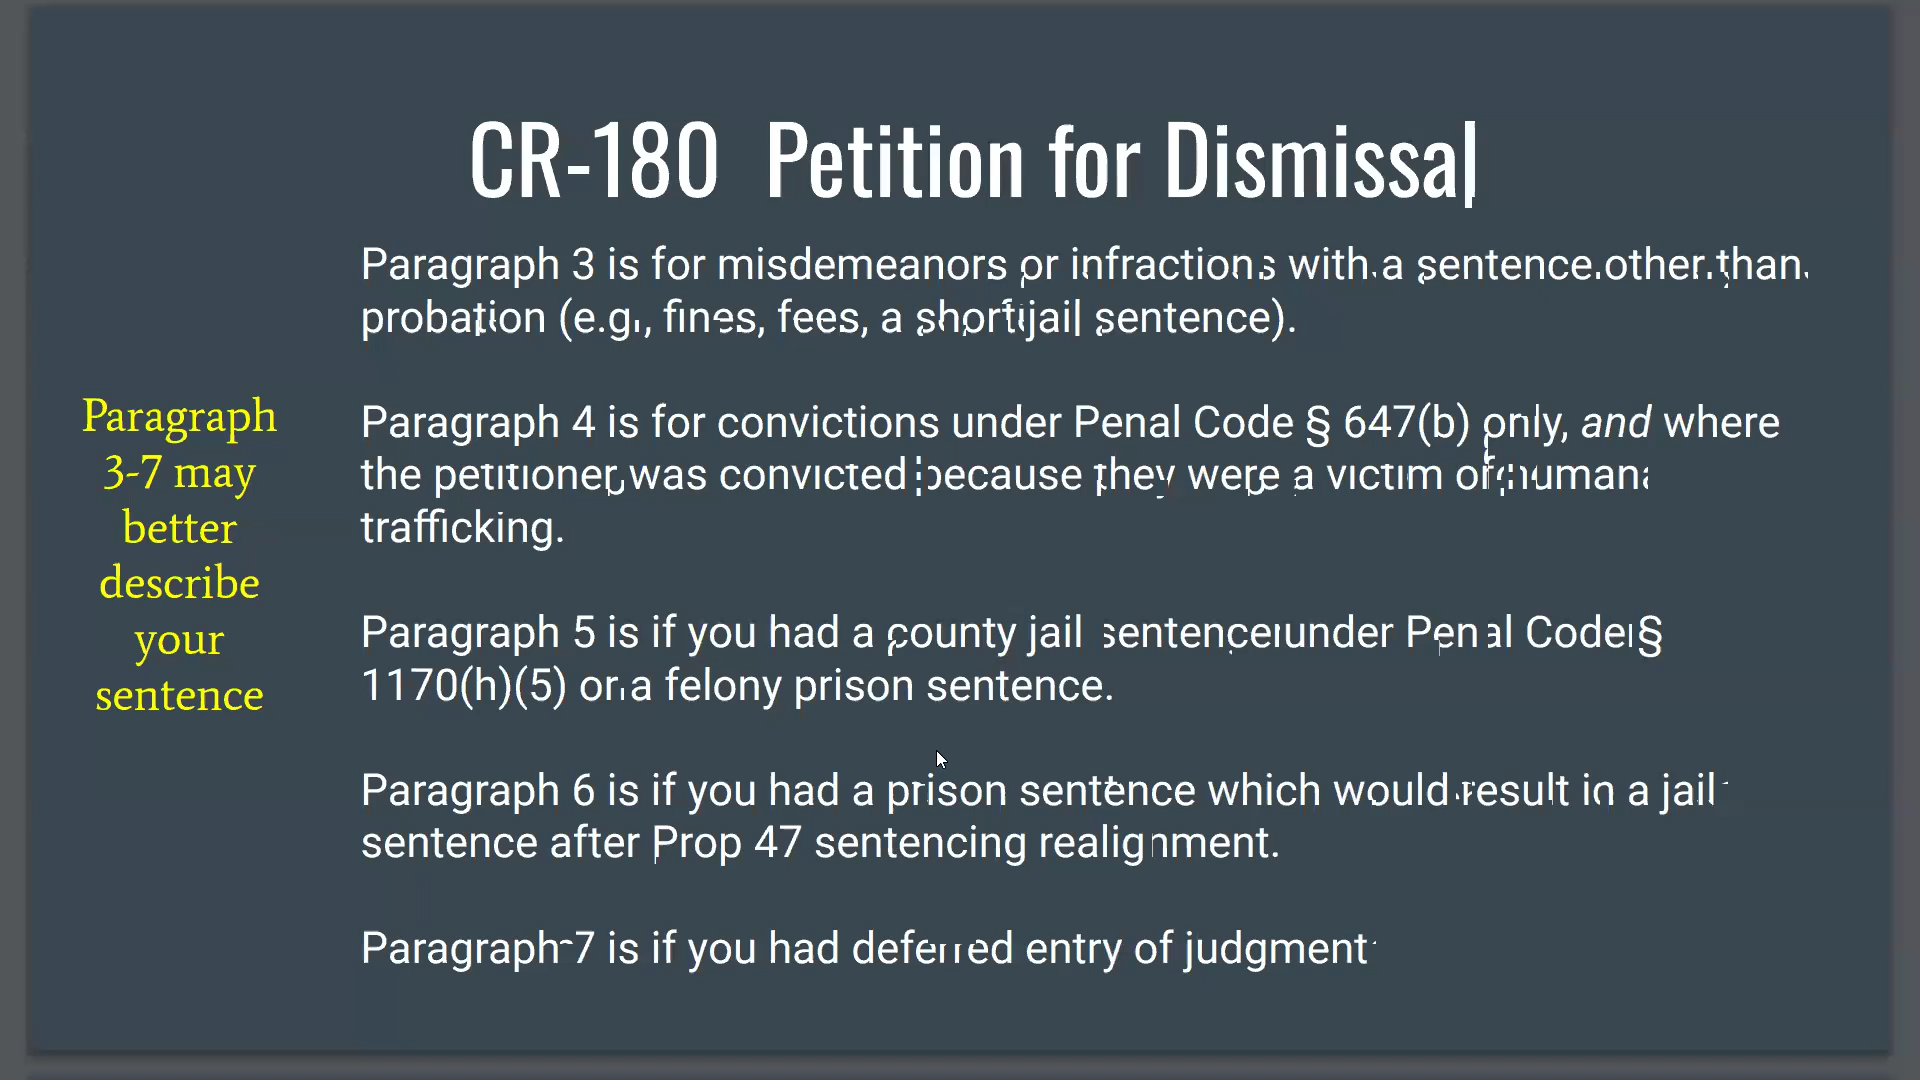 CR-180 Petition for Dismissal
Paragraph 3 is for misdemeanors or infractions with a sentence other than
probation (e.g., fines, fees, a short jail sentence).
Paragraph 4 is for convictions under Penal Code § 647(b) only, and where
the petitioner was convicted because they were a victim of human
trafficking.
Paragraph 5 is if you had a county jail sentence under Penal Code §
1170(h)(5) or a felony prison sentence.
Paragraph 6 is if you had a prison sentence which would result in a jail
sentence after Prop 47 sentencing realignment.
Paragraph 7 is if you had deferred entry of judgment
Paragraph
3-7 may
better
describe
your
sentence